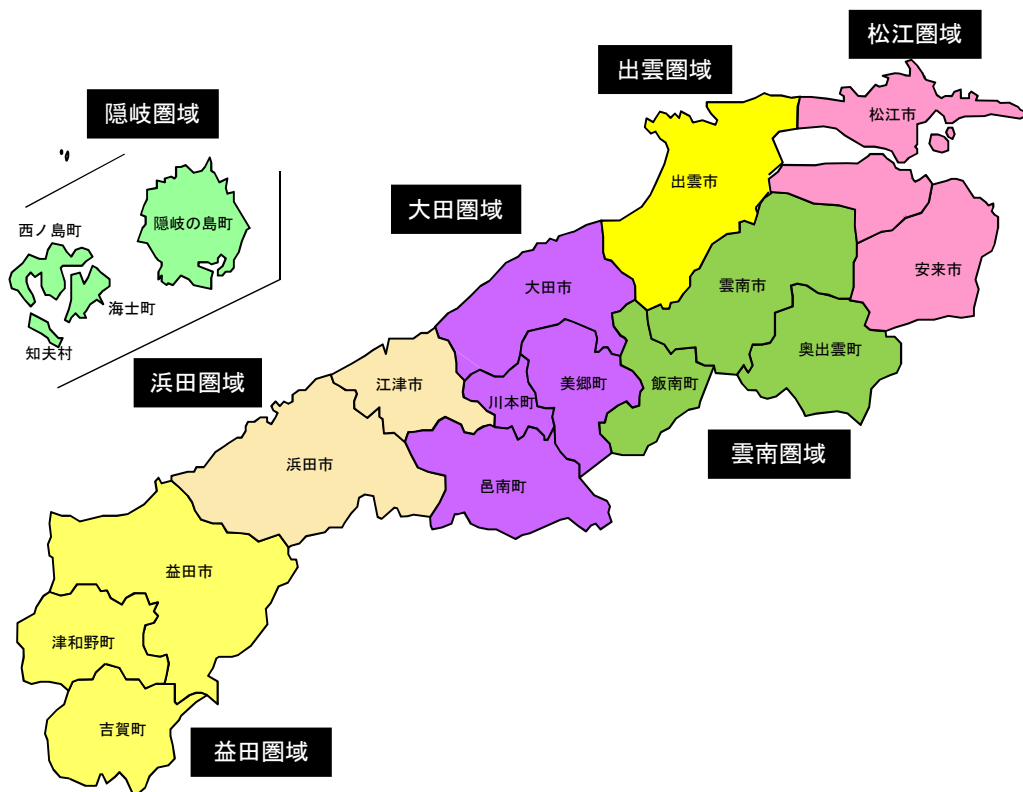 松江圏域
出雲圏域
隠岐圏域
大田圏域
松江市
出雲市
西ノ島町
隠岐の島町
海士町
知夫村
安来市
雲南市
大田市
奥出雲町
浜田圏域
江津市
川本町
美郷町
飯南町
雲南圏域
浜田市
邑南町
益田市
津和野町
吉賀町
益田圏域